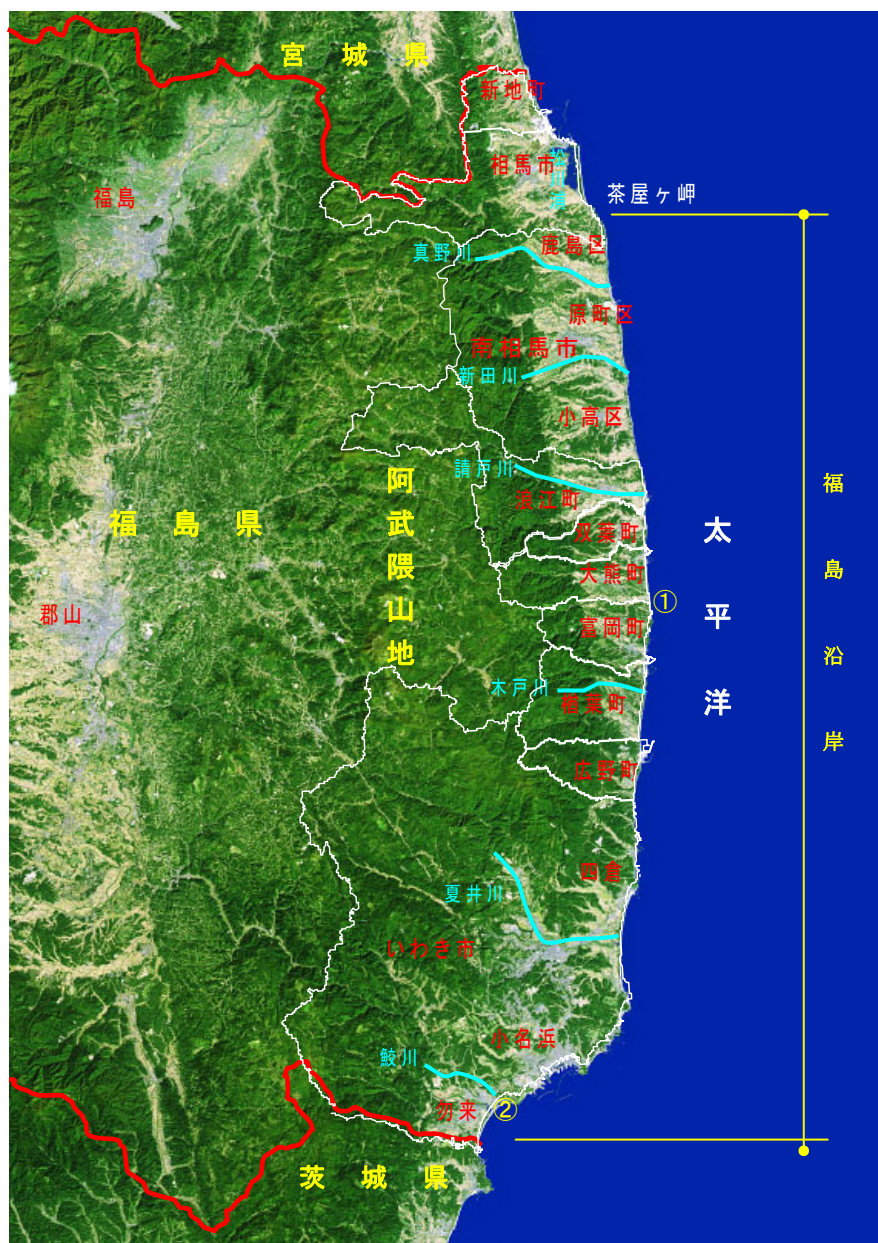 宮城県
新地町
相馬市
松川浦
福島
茶屋ヶ岬
鹿島区
真野川
原町区
南相馬市
新田川
小高区
請戸川
浪江町
阿武隈山地
福島県
双葉町
太平洋
福島沿岸
大熊町
①
郡山
富岡町
木戸川
楢葉町
広野町
四倉
夏井川
いわき市
小名浜
鮫川
勿来
②
茨城県